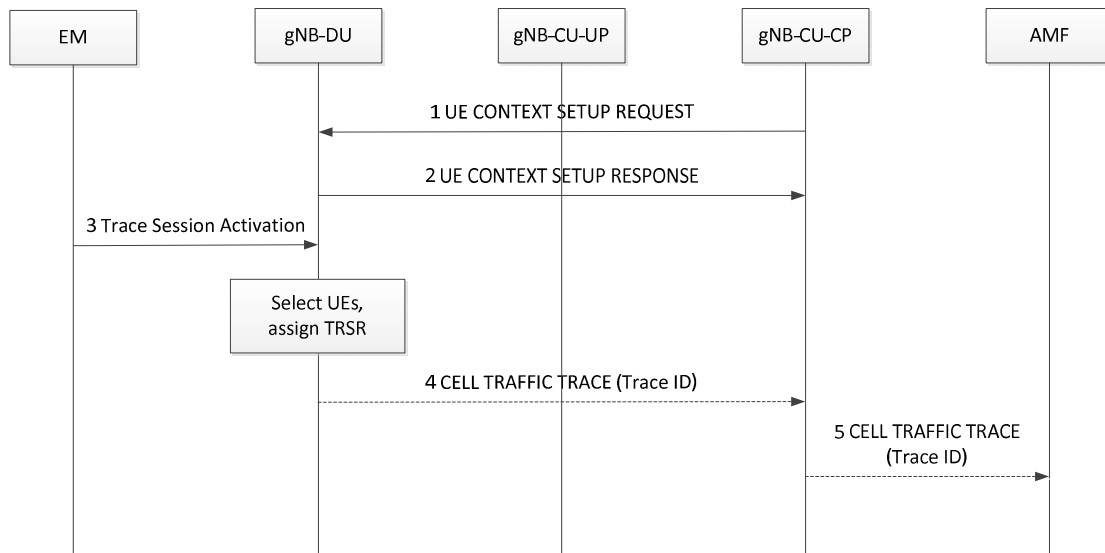 EM
gNB-DU
gNB-CU-UP
gNB-CU-CP
AMF
1 UE CONTEXT SETUP REQUEST
2 UE CONTEXT SETUP RESPONSE
3 Trace Session Activation
Select UEs,
assign TRSR
4 CELL TRAFFIC TRACE (Trace ID)
5 CELL TRAFFIC TRACE
(Trace ID)